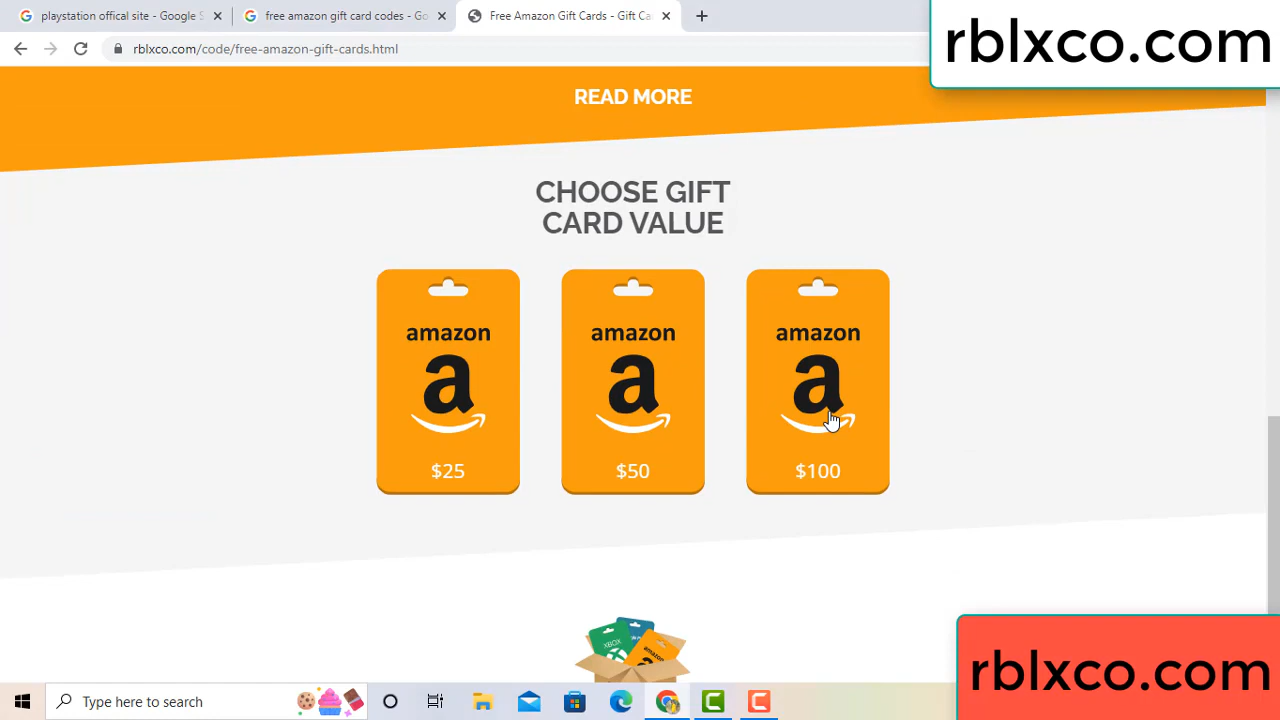 playstation offical site - Google S
free amazon gift card codes - Go
Free Amazon Gift Cards - Gift Ca
rblxco.com/code/free-amazon-gift-cards.html
rblxco.com
READ MORE
CHOOSE GIFT
CARD VALUE
amazon
a
$25
amazon
a
$50
amazon
a
$100
XBOX
amazon
rblxco.com
Type here to search